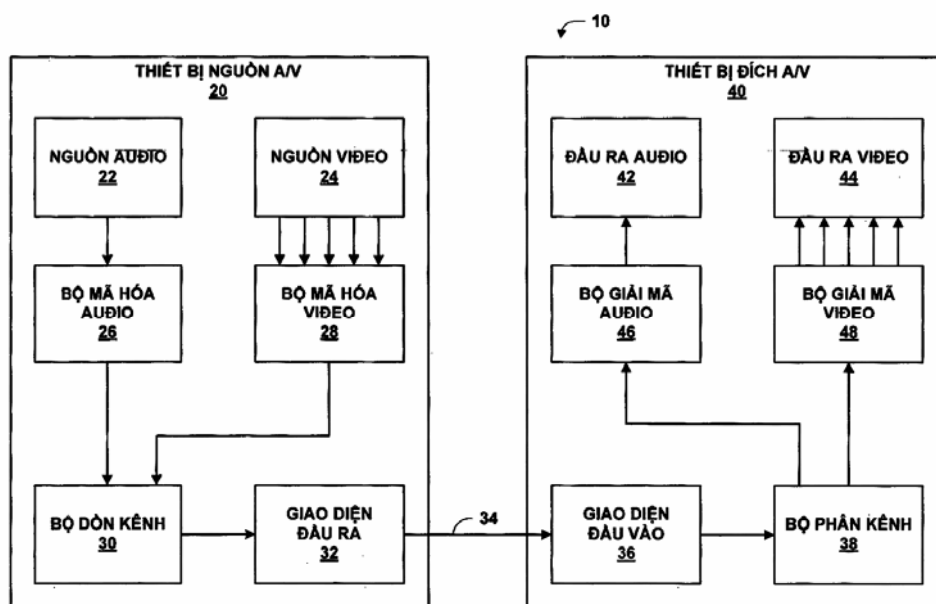 10
THIẾT BỊ NGUỒN A/V
20
NGUỒN AUDIO
22
NGUỒN VIDEO
24
BỘ MÃ HÓA
AUDIO
26
BỘ MÃ HÓA
VIDEO
28
BỘ DỒN KÊNH
30
GIAO DIỆN
ĐẦU RA
32
34
THIẾT BỊ ĐÍCH A/V
40
ĐẦU RA AUDIO
42
ĐẦU RA VIDEO
44
BỘ GIẢI MÃ
AUDIO
46
BỘ GIẢI MÃ
VIDEO
48
GIAO DIỆN
ĐẦU VÀO
36
BỘ PHÂN KÊNH
38